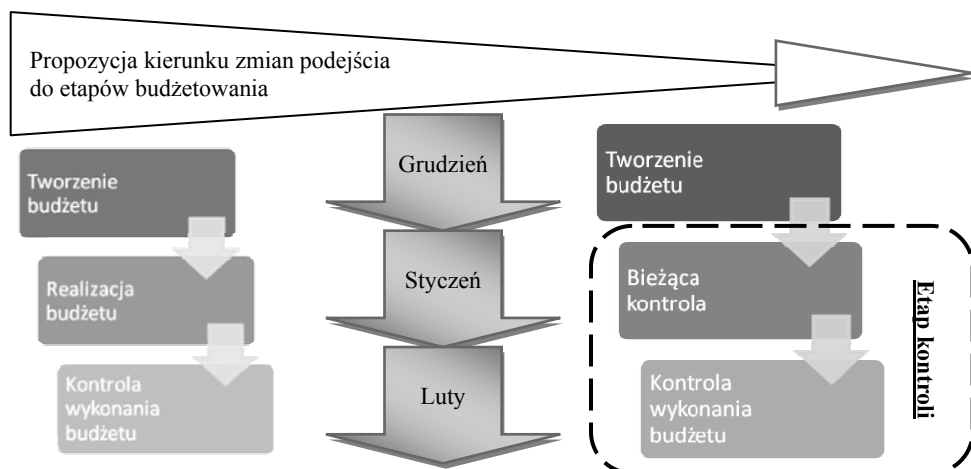 Propozycja kierunku zmian podejścia
do etapów budżetowania
Tworzenie
budżetu
Realizacja
budżetu
Kontrola
wykonania
budżetu
Grudzień
Styczeń
Luty
Tworzenie
budżetu
Bieżąca
kontrola
Kontrola
wykonania
budżetu
Etap kontroli